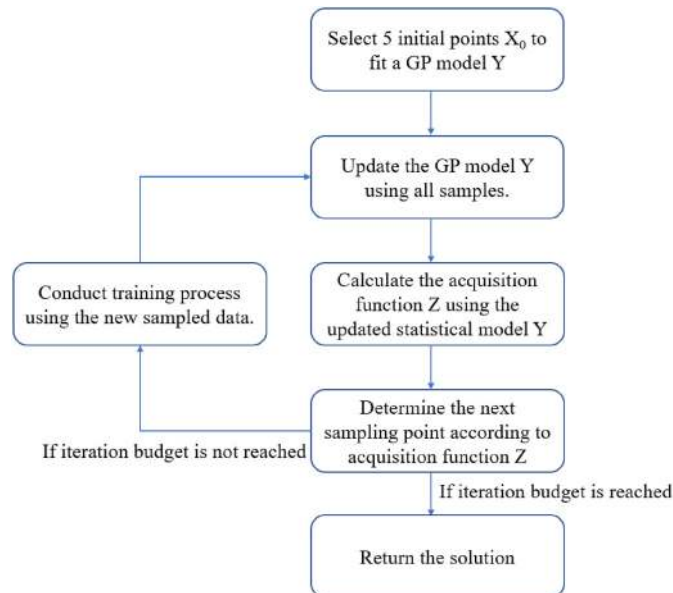 Select 5 initial points X₀ to
fit a GP model Y
Update the GP model Y
using all samples.
Conduct training process
using the new sampled data.
Calculate the acquisition
function Z using the
updated statistical model Y
Determine the next
sampling point according to
acquisition function Z
If iteration budget is not reached
If iteration budget is reached
Return the solution